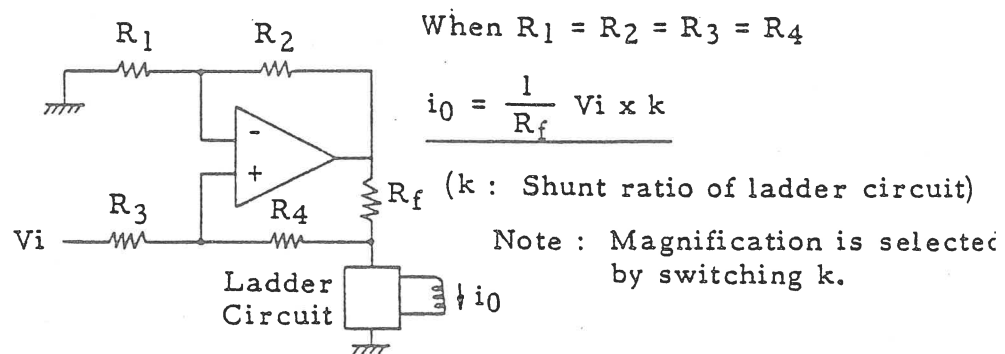 When R1 = R2 = R3 = R4
R1
R2
i0 = 1/Rf Vi x k
-
+
Rf
(k : Shunt ratio of ladder circuit)
R3
R4
Vi
Note : Magnification is selected
by switching k.
Ladder
Circuit
i0